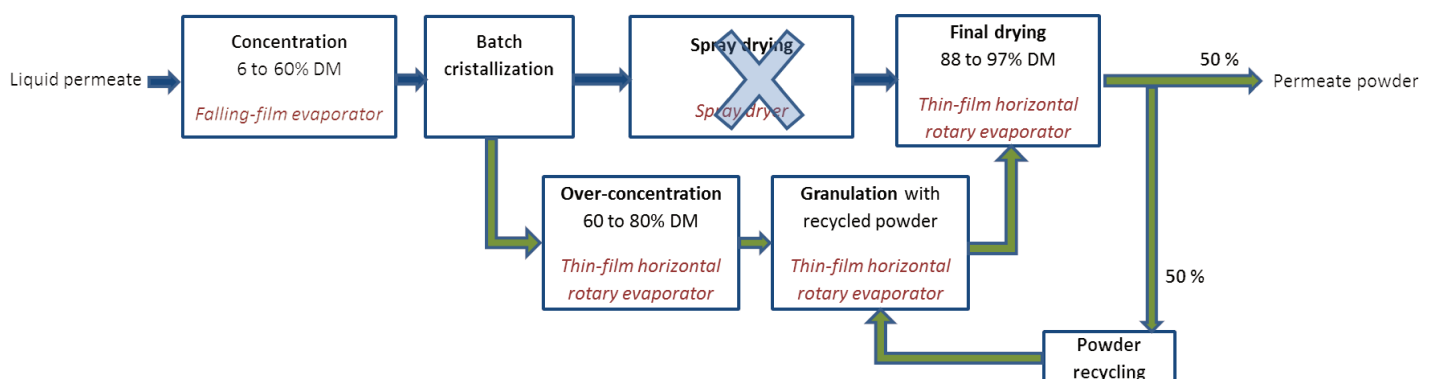 Liquid permeate
Concentration
6 to 60% DM
Falling-film evaporator
Batch
cristallization
Spray drying
Spray dryer
Final drying
88 to 97% DM
Thin-film horizontal
rotary evaporator
50 %
Permeate powder
Over-concentration
60 to 80% DM
Thin-film horizontal
rotary evaporator
Granulation with
recycled powder
Thin-film horizontal
rotary evaporator
50 %
Powder
recycling